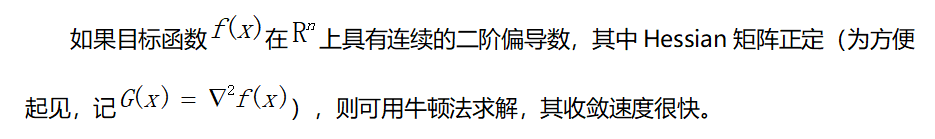 如果目标函数 f(x) 在 Rⁿ 上具有连续的二阶偏导数，其中 Hessian 矩阵正定（为方便
起见，记 G(x) = ∇²f(x)），则可用牛顿法求解，其收敛速度很快。